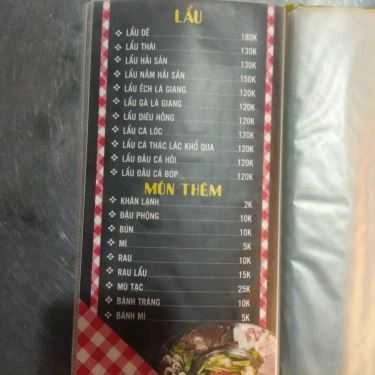 LẨU
LẨU DÊ 180K
LẨU THÁI 130K
LẨU HẢI SẢN 130K
LẨU NẤM HẢI SẢN 150K
LẨU ẾCH LÁ GIANG 120K
LẨU GÀ LÁ GIANG 120K
LẨU DIÊU HỒNG 120K
LẨU CÁ LÓC 120K
LẨU CÁ THÁC LÁC KHỔ QUA 120K
LẨU ĐẦU CÁ HỒI 120K
LẨU ĐẦU CÁ BỚP 120K
MÓN THÊM
KHĂN LẠNH 2K
ĐẬU PHỘNG 10K
BÚN 10K
MÌ 5K
RAU 10K
RAU LẨU 15K
MÙ TẠC 25K
BÁNH TRÁNG 10K
BÁNH MÌ 5K